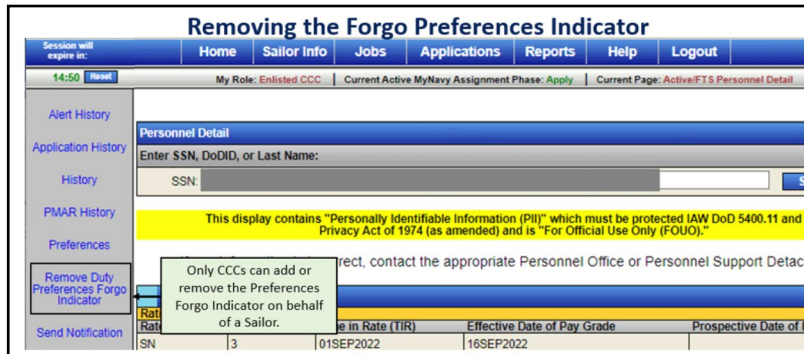 Removing the Forgo Preferences Indicator
Session will
expire in:
Home Sailor Info Jobs Applications Reports Help Logout
14:50 Reset
My Role: Enlisted CCC | Current Active MyNavy Assignment Phase: Apply | Current Page: Active/FTS Personnel Detail
Alert History
Application History
History
PMAR History
Preferences
Remove Duty
Preferences Forgo
Indicator
Send Notification
Personnel Detail
Enter SSN, DoDID, or Last Name:
SSN:
This display contains "Personally Identifiable Information (PII)" which must be protected IAW DoD 5400.11 and
Privacy Act of 1974 (as amended) and is "For Official Use Only (FOUO)."
contact the appropriate Personnel Office or Personnel Support
Only CCCs can add or
remove the Preferences
Forgo Indicator on behalf
of a Sailor.
in Rate (TIR) Effective Date of Pay Grade Prospective Date of
SN 3 01SEP2022 16SEP2022